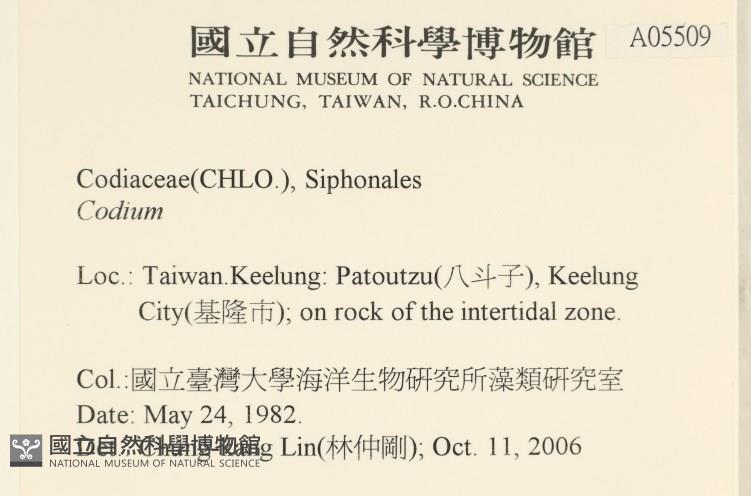 國立自然科學博物館
A05509
NATIONAL MUSEUM OF NATURAL SCIENCE
TAICHUNG, TAIWAN, R.O.CHINA
Codiaceae(CHLO.), Siphonales
Codium
Loc.: Taiwan.Keelung: Patoutzu(八斗子), Keelung
City(基隆市); on rock of the intertidal zone.
Col.:國立臺灣大學海洋生物研究所藻類研究室
Date: May 24, 1982.
Det.: Chung-kang Lin(林仲剛); Oct. 11, 2006
國立自然科學博物館
NATIONAL MUSEUM OF NATURAL SCIENCE